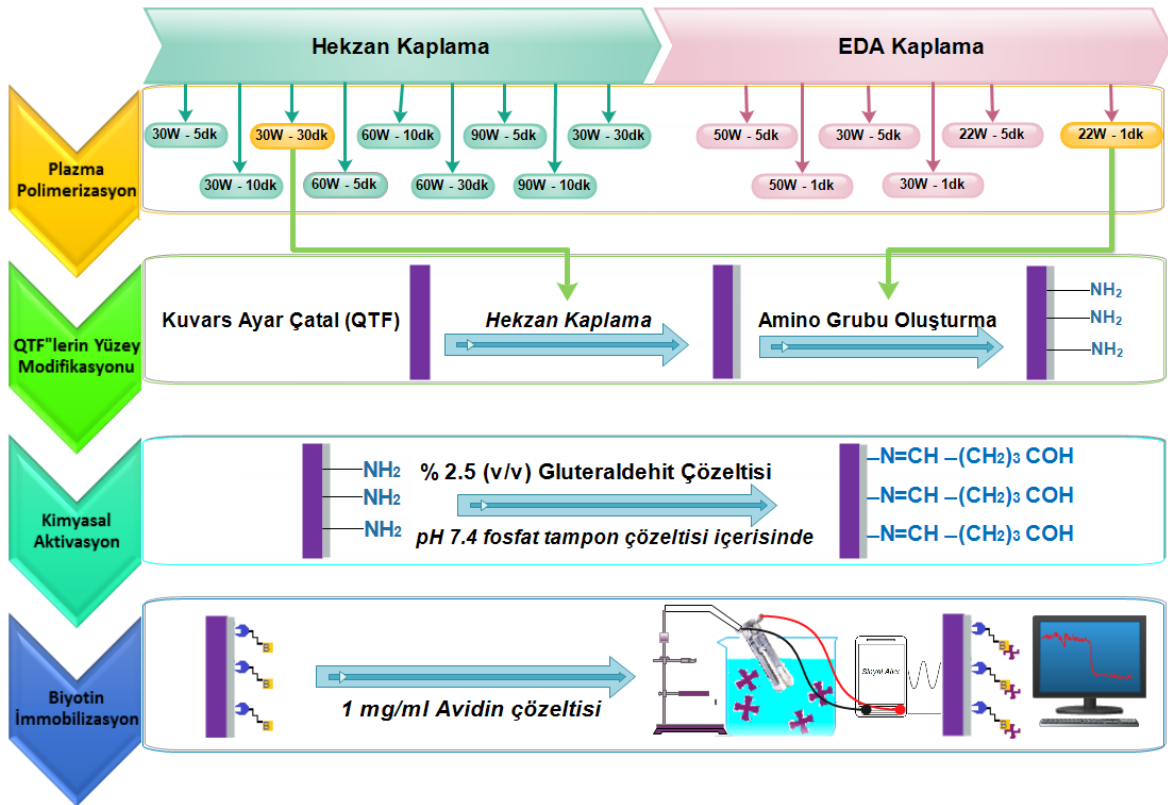 Hekzan Kaplama
EDA Kaplama
Plazma
Polimerizasyon
30W - 5dk
30W - 30dk
60W - 10dk
90W - 5dk
30W - 30dk
30W - 10dk
60W - 5dk
60W - 30dk
90W - 10dk
50W - 5dk
30W - 5dk
22W - 5dk
22W - 1dk
50W - 1dk
30W - 1dk
QTF"lerin Yüzey
Modifikasyonu
Kuvars Ayar Çatal (QTF)
Hekzan Kaplama
Amino Grubu Oluşturma
NH₂
NH₂
NH₂
Kimyasal
Aktivasyon
NH₂
NH₂
NH₂
% 2.5 (v/v) Gluteraldehit Çözeltisi
pH 7.4 fosfat tampon çözeltisi içerisinde
–N=CH –(CH₂)₃ COH
–N=CH –(CH₂)₃ COH
–N=CH –(CH₂)₃ COH
Biyotin
İmmobilizasyon
B
B
B
1 mg/ml Avidin çözeltisi
B
B
B